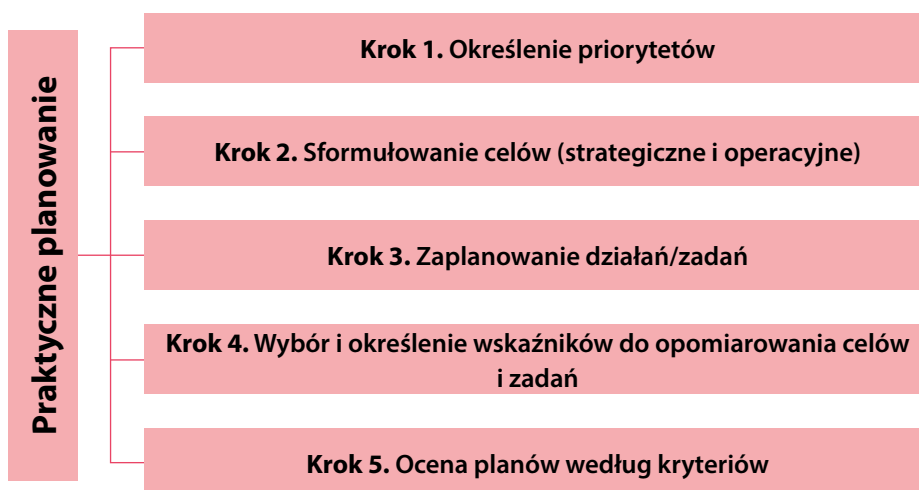 Praktyczne planowanie
Krok 1. Określenie priorytetów
Krok 2. Sformułowanie celów (strategiczne i operacyjne)
Krok 3. Zaplanowanie działań/zadań
Krok 4. Wybór i określenie wskaźników do opomiarowania celów
i zadań
Krok 5. Ocena planów według kryteriów